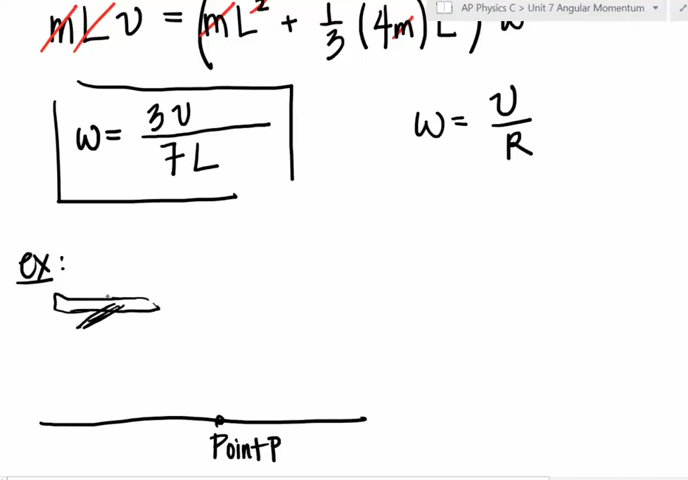 AP Physics C > Unit 7 Angular Momentum
mLv = (mL² + 1/3 (4m) L²) ω
ω = 3v / 7L
ω = v / R
ex:
Point P